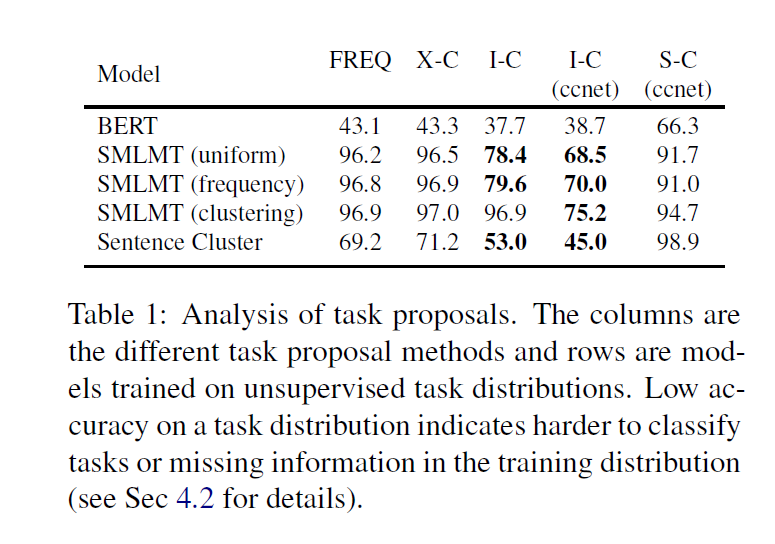 Model FREQ X-C I-C I-C (ccnet) S-C (ccnet)
BERT 43.1 43.3 37.7 38.7 66.3
SMLMT (uniform) 96.2 96.5 78.4 68.5 91.7
SMLMT (frequency) 96.8 96.9 79.6 70.0 91.0
SMLMT (clustering) 96.9 97.0 96.9 75.2 94.7
Sentence Cluster 69.2 71.2 53.0 45.0 98.9
Table 1: Analysis of task proposals. The columns are
the different task proposal methods and rows are mod-
els trained on unsupervised task distributions. Low ac-
curacy on a task distribution indicates harder to classify
tasks or missing information in the training distribution
(see Sec 4.2 for details).